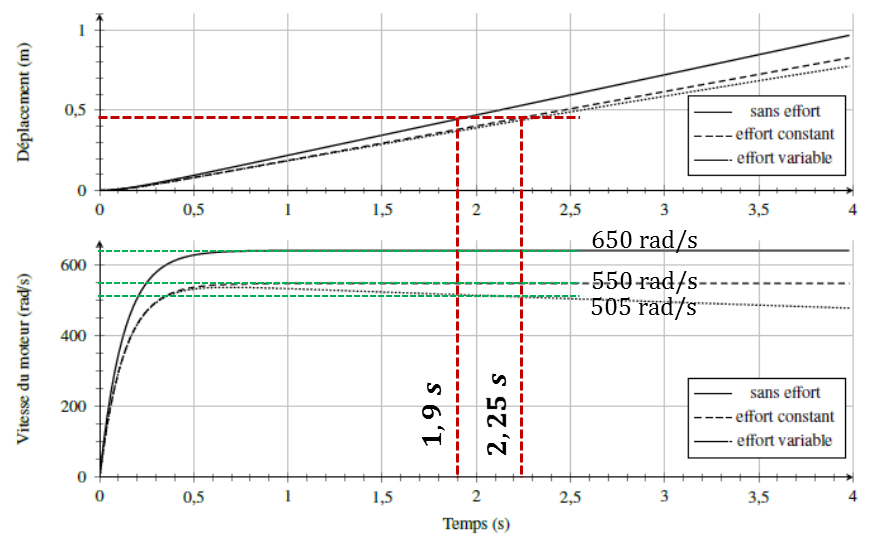 Déplacement (m)
1
0,5
0
sans effort
effort constant
effort variable
0 0,5 1 1,5 2 2,5 3 3,5 4
Vitesse du moteur (rad/s)
600
400
200
0
650 rad/s
550 rad/s
505 rad/s
1,9 s
2,25 s
sans effort
effort constant
effort variable
0 0,5 1 1,5 2 2,5 3 3,5 4
Temps (s)